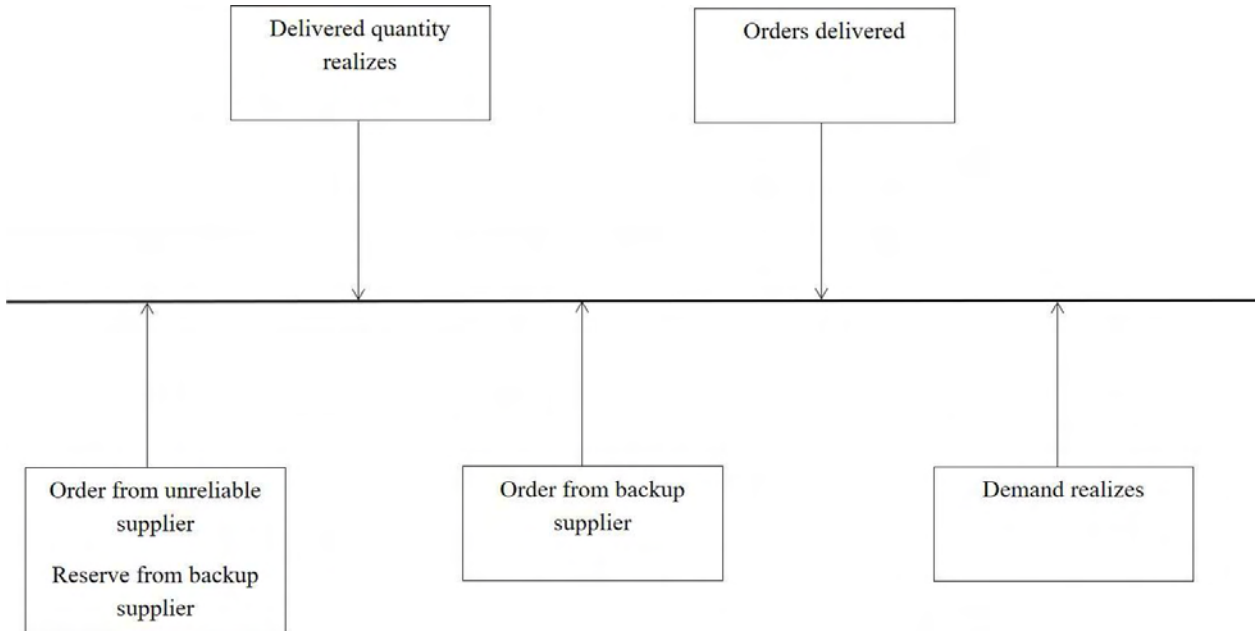 Delivered quantity
realizes
Orders delivered
Order from unreliable
supplier
Reserve from backup
supplier
Order from backup
supplier
Demand realizes